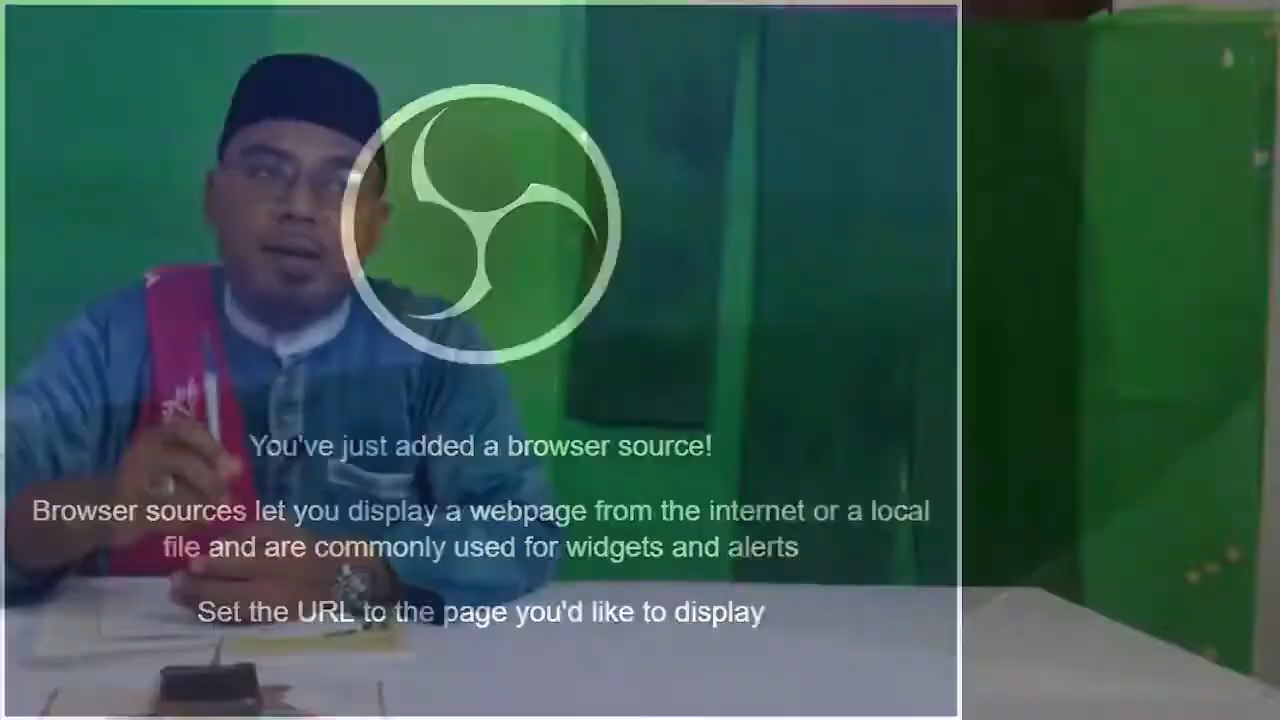 You've just added a browser source!
Browser sources let you display a webpage from the internet or a local
file and are commonly used for widgets and alerts
Set the URL to the page you'd like to display